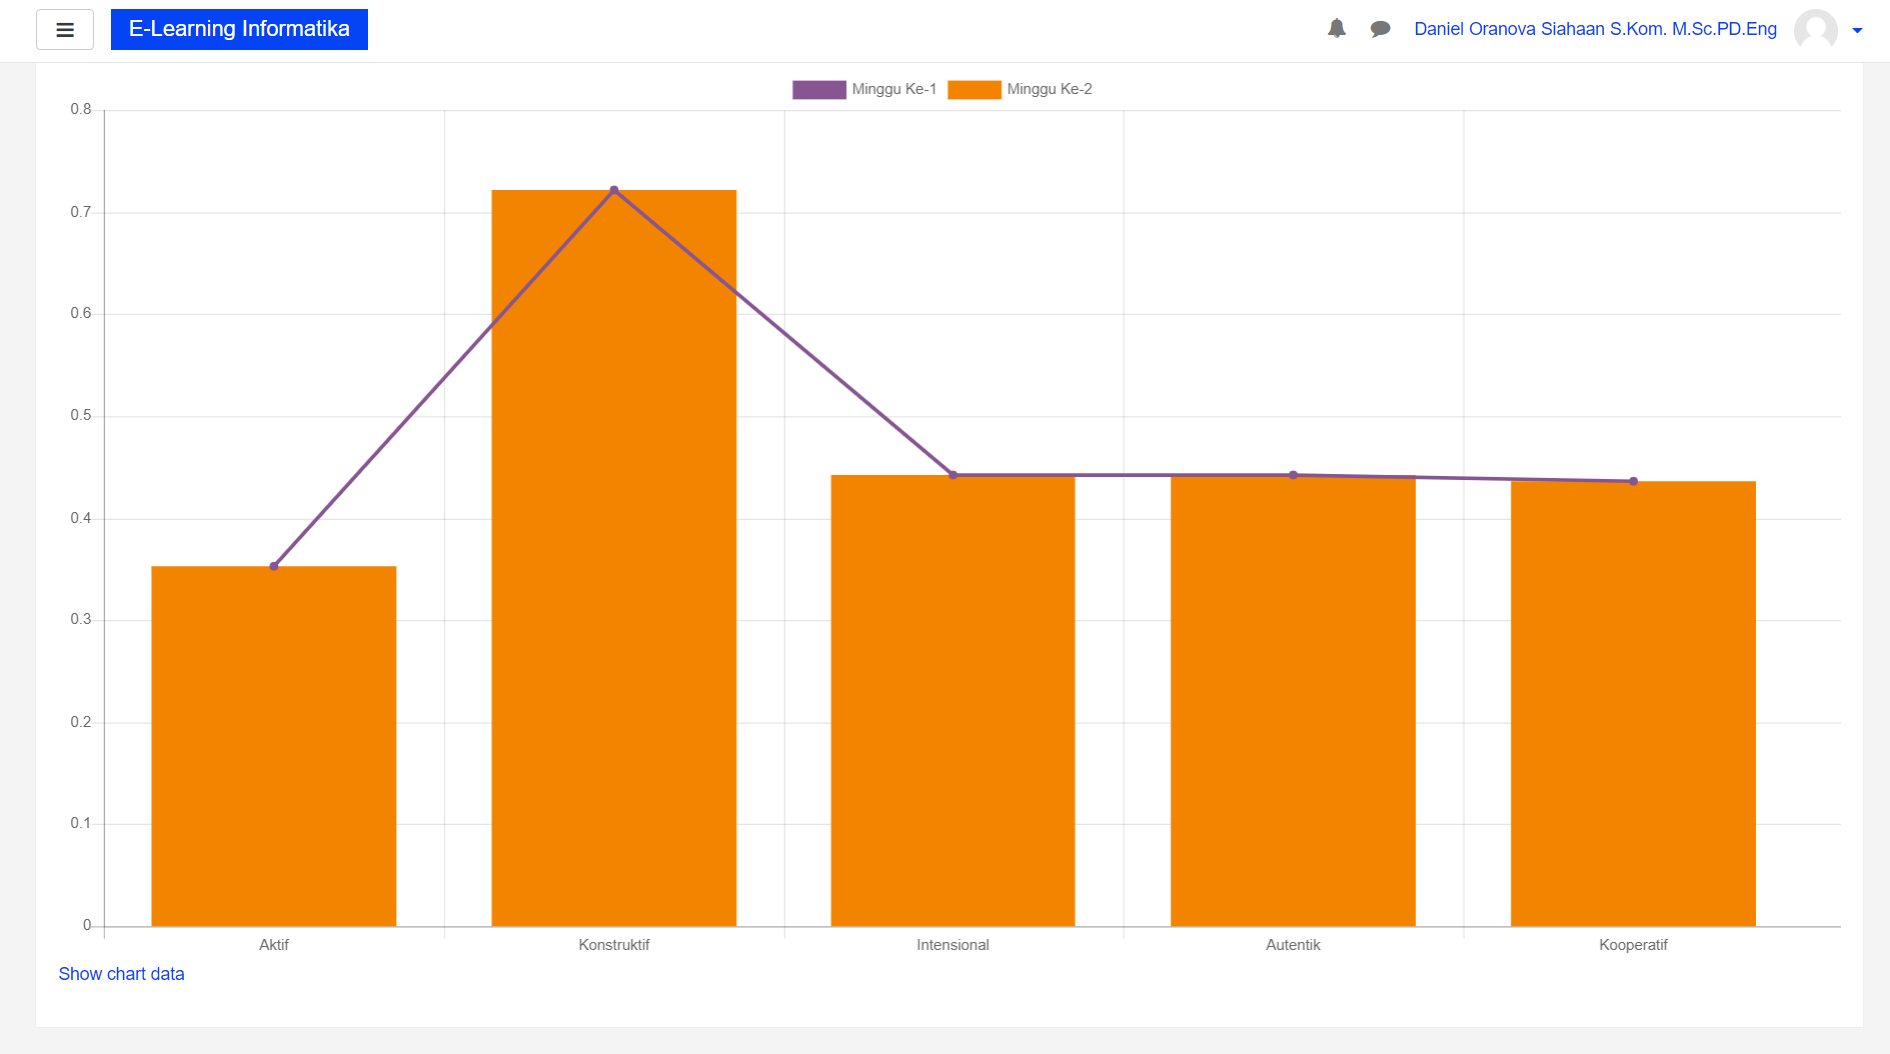 E-Learning Informatika
Daniel Oranova Siahaan S.Kom. M.Sc.PD.Eng
Minggu Ke-1 Minggu Ke-2
0.8
0.7
0.6
0.5
0.4
0.3
0.2
0.1
0
Aktif Konstruktif Intensional Autentik Kooperatif
Show chart data